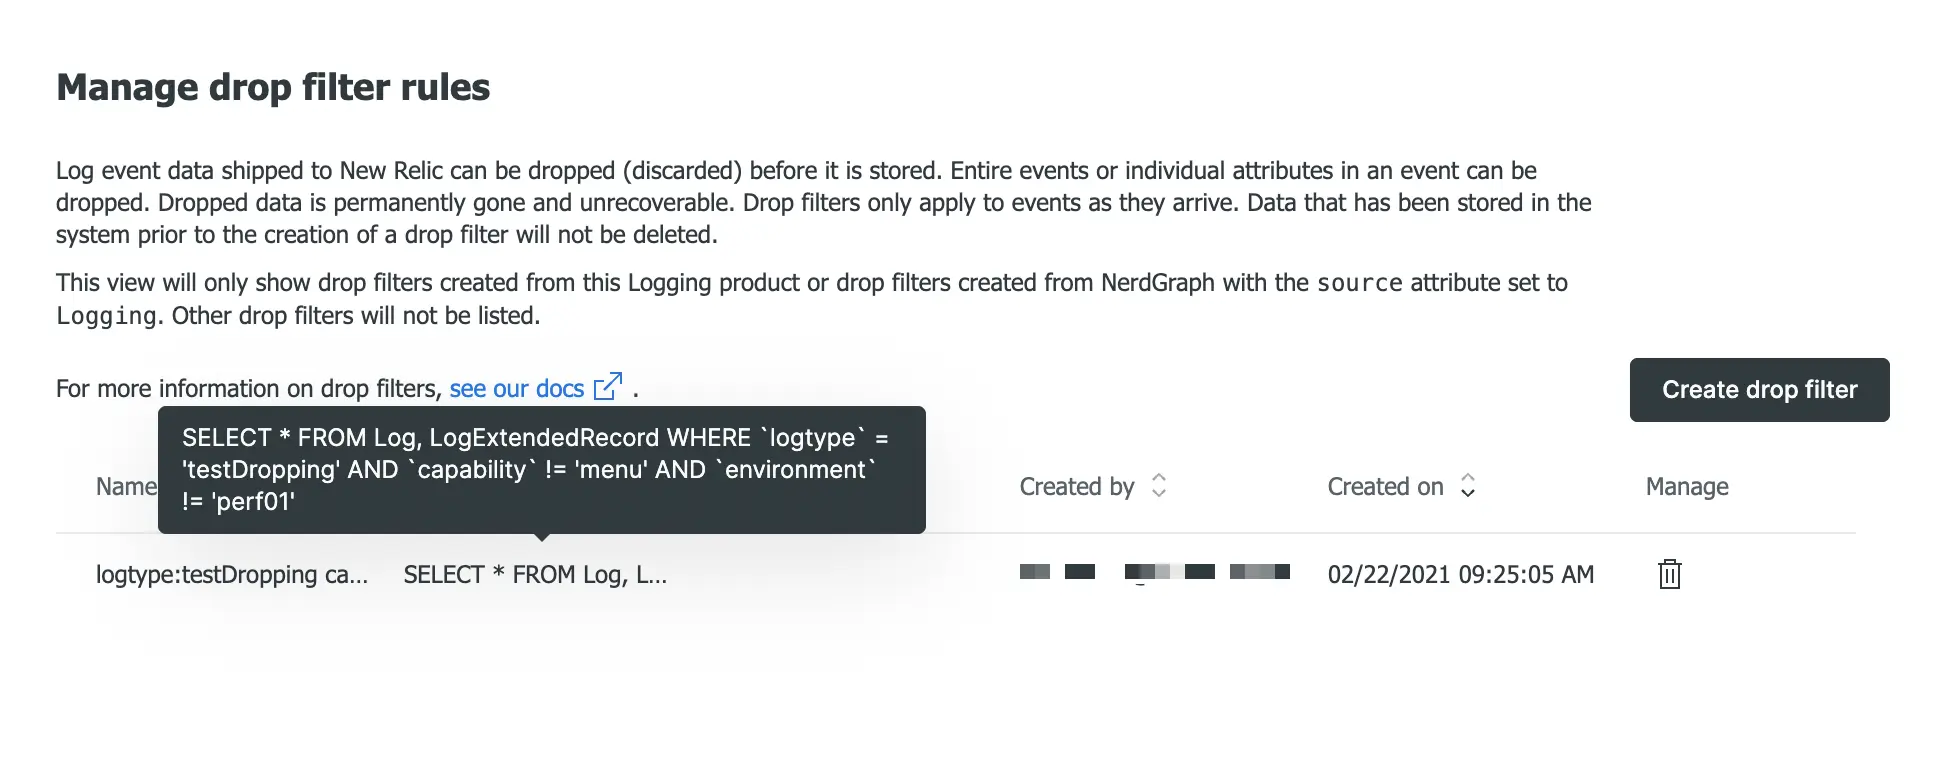 Manage drop filter rules
Log event data shipped to New Relic can be dropped (discarded) before it is stored. Entire events or individual attributes in an event can be
dropped. Dropped data is permanently gone and unrecoverable. Drop filters only apply to events as they arrive. Data that has been stored in the
system prior to the creation of a drop filter will not be deleted.
This view will only show drop filters created from this Logging product or drop filters created from NerdGraph with the source attribute set to
Logging. Other drop filters will not be listed.
For more information on drop filters, see our docs .
Create drop filter
SELECT * FROM Log, LogExtendedRecord WHERE `logtype` =
'testDropping' AND `capability` != 'menu' AND `environment`
!= 'perf01'
Name
Created by
Created on
Manage
logtype:testDropping ca...
SELECT * FROM Log, L...
02/22/2021 09:25:05 AM